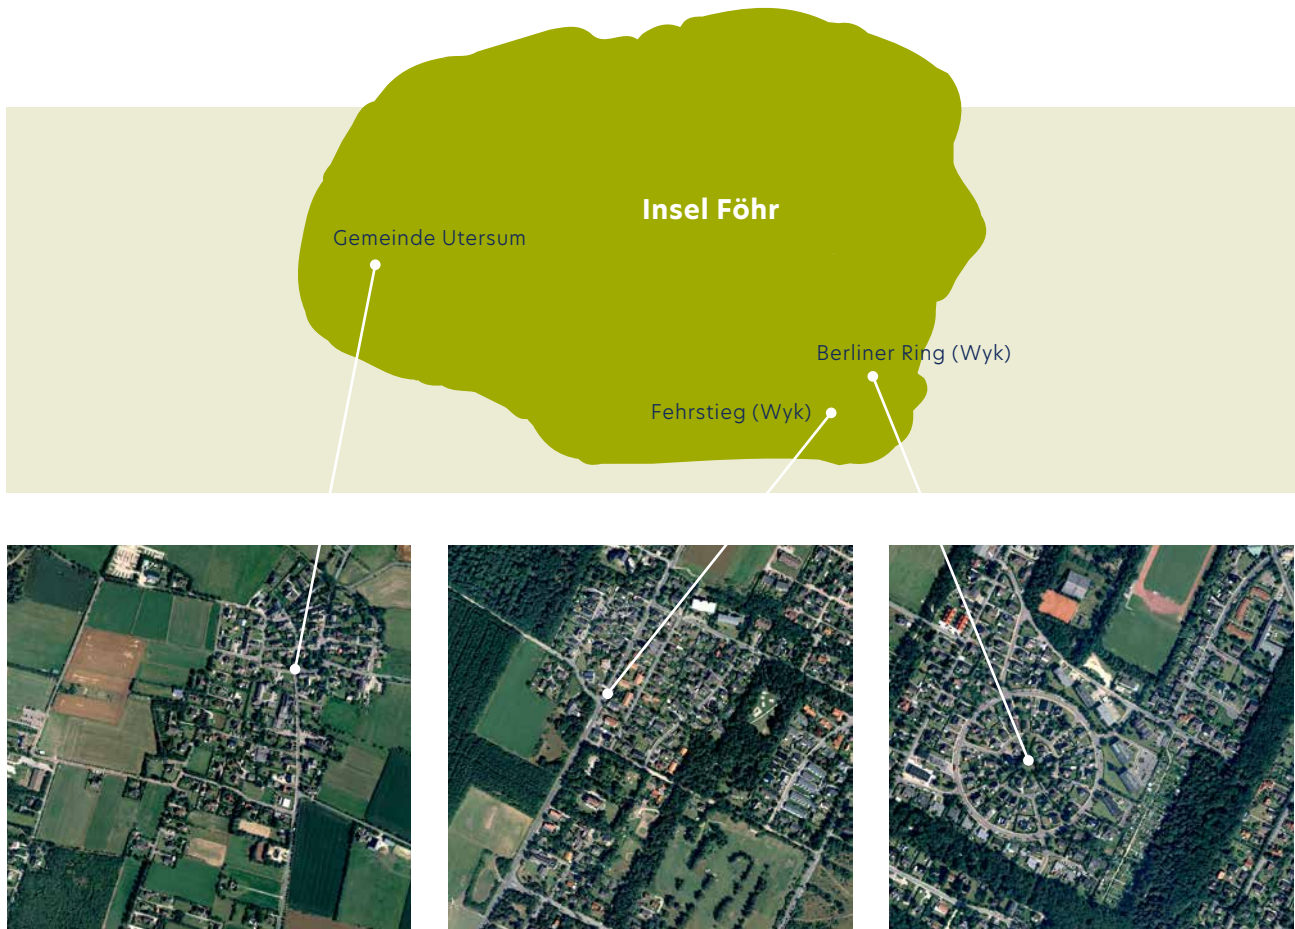 Insel Föhr
Gemeinde Utersum
Berliner Ring (Wyk)
Fehrstieg (Wyk)